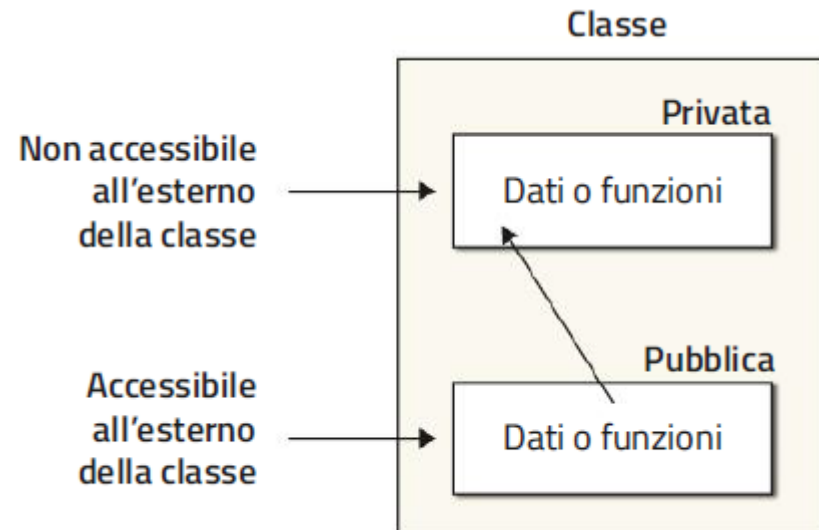 Classe
Privata
Non accessibile
all'esterno
della classe
Dati o funzioni
Pubblica
Accessibile
all'esterno
della classe
Dati o funzioni